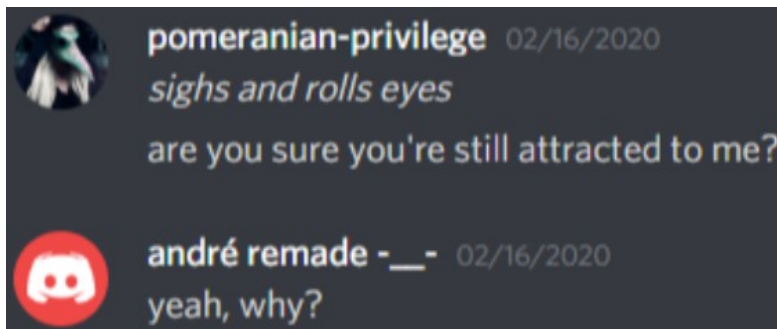 pomeranian-privilege 02/16/2020
sighs and rolls eyes
are you sure you're still attracted to me?
andré remade -__- 02/16/2020
yeah, why?